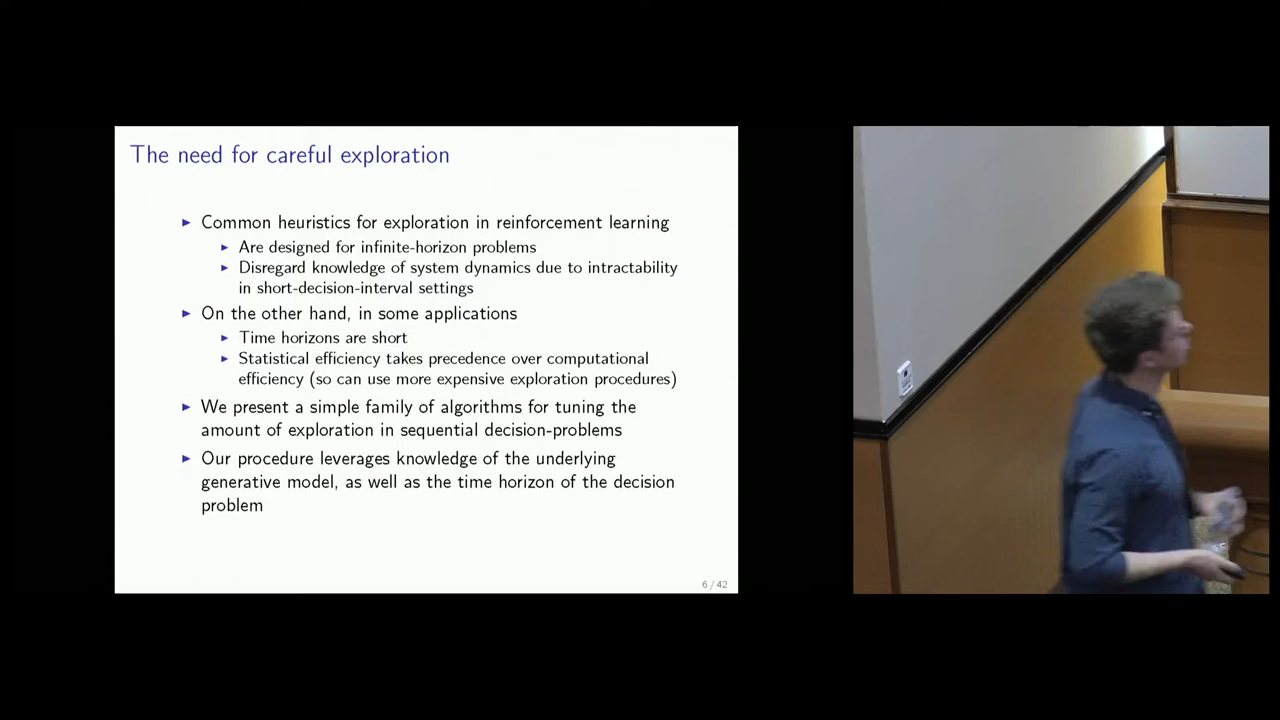 The need for careful exploration
▶ Common heuristics for exploration in reinforcement learning
▶ Are designed for infinite-horizon problems
▶ Disregard knowledge of system dynamics due to intractability
in short-decision-interval settings
▶ On the other hand, in some applications
▶ Time horizons are short
▶ Statistical efficiency takes precedence over computational
efficiency (so can use more expensive exploration procedures)
▶ We present a simple family of algorithms for tuning the
amount of exploration in sequential decision-problems
▶ Our procedure leverages knowledge of the underlying
generative model, as well as the time horizon of the decision
problem
6 / 42